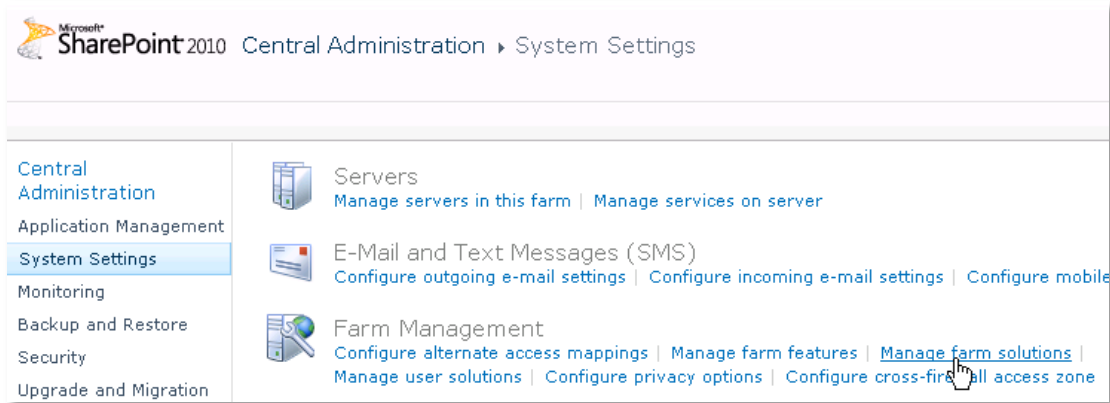 Microsoft®
SharePoint 2010 Central Administration ▸ System Settings
Central
Administration
Application Management
System Settings
Monitoring
Backup and Restore
Security
Upgrade and Migration
Servers
Manage servers in this farm | Manage services on server
E-Mail and Text Messages (SMS)
Configure outgoing e-mail settings | Configure incoming e-mail settings | Configure mobile
Farm Management
Configure alternate access mappings | Manage farm features | Manage farm solutions |
Manage user solutions | Configure privacy options | Configure cross-firewall access zone